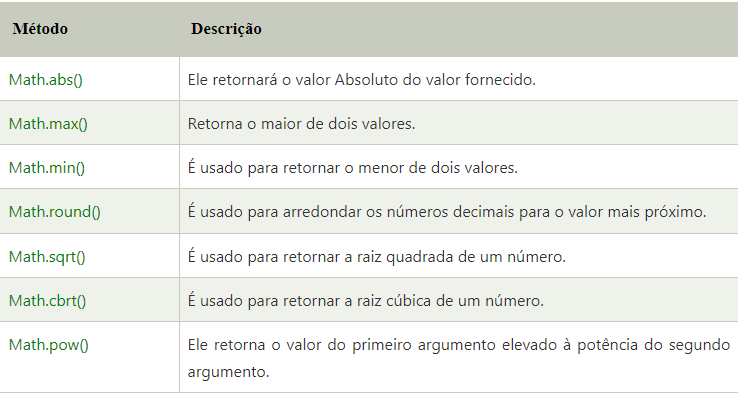 Método Descrição
Math.abs() Ele retornará o valor Absoluto do valor fornecido.
Math.max() Retorna o maior de dois valores.
Math.min() É usado para retornar o menor de dois valores.
Math.round() É usado para arredondar os números decimais para o valor mais próximo.
Math.sqrt() É usado para retornar a raiz quadrada de um número.
Math.cbrt() É usado para retornar a raiz cúbica de um número.
Math.pow() Ele retorna o valor do primeiro argumento elevado à potência do segundo
argumento.